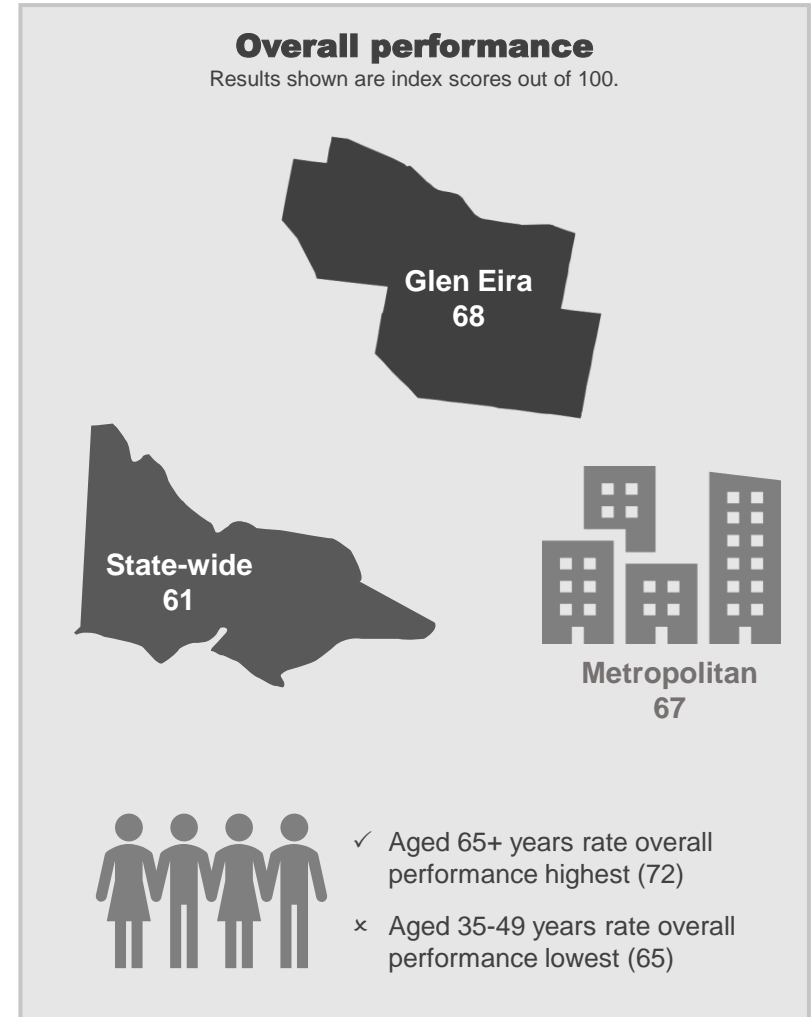 Overall performance
Results shown are index scores out of 100.
Glen Eira
68
State-wide
61
Metropolitan
67
✓ Aged 65+ years rate overall
performance highest (72)
× Aged 35-49 years rate overall
performance lowest (65)